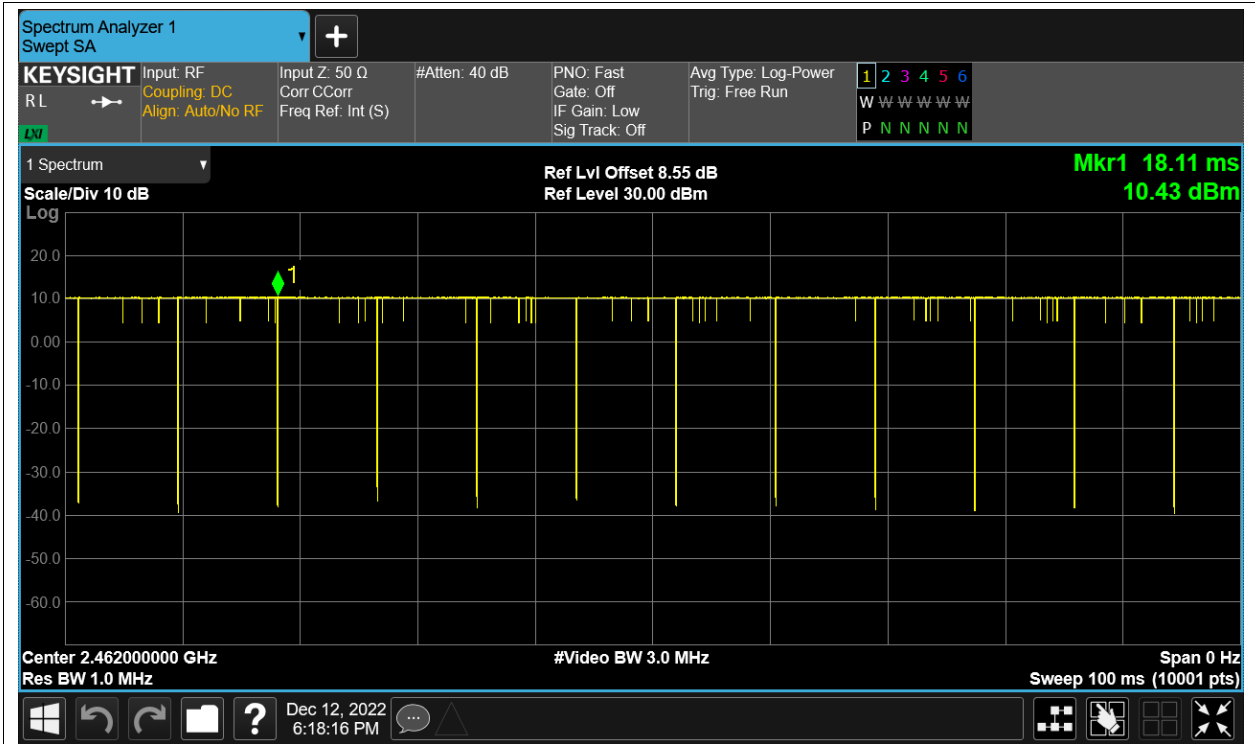 Spectrum Analyzer 1
Swept SA
KEYSIGHT Input: RF Input Z: 50 Ω #Atten: 40 dB PNO: Fast Avg Type: Log-Power 1 2 3 4 5 6
R L Coupling: DC Corr CCorr Gate: Off Trig: Free Run W W W W W W
Align: Auto/No RF Freq Ref: Int (S) IF Gain: Low
LXI Sig Track: Off P N N N N N
1 Spectrum Ref Lvl Offset 8.55 dB Mkr1 18.11 ms
Scale/Div 10 dB Ref Level 30.00 dBm 10.43 dBm
Log
20.0
1
10.0
0.00
-10.0
-20.0
-30.0
-40.0
-50.0
-60.0
Center 2.462000000 GHz #Video BW 3.0 MHz Span 0 Hz
Res BW 1.0 MHz Sweep 100 ms (10001 pts)
? Dec 12, 2022
6:18:16 PM